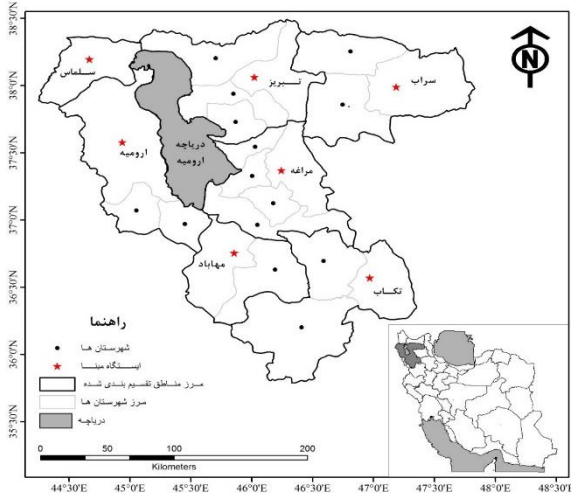 38°30'N
38°0'N
37°30'N
37°0'N
36°30'N
36°0'N
35°30'N
N
سلماس
تبریز
سراب
ارومیه
دریاچه
ارومیه
مراغه
مهاباد
تکاب
راهنما
شهرستان ها
ایستگاه مبنا
مرز مناطق تقسیم بندی شده
مرز شهرستان ها
دریاچه
0 50 100 200
Kilometers
44°30'E 45°0'E 45°30'E 46°0'E 46°30'E 47°0'E 47°30'E 48°0'E 48°30'E